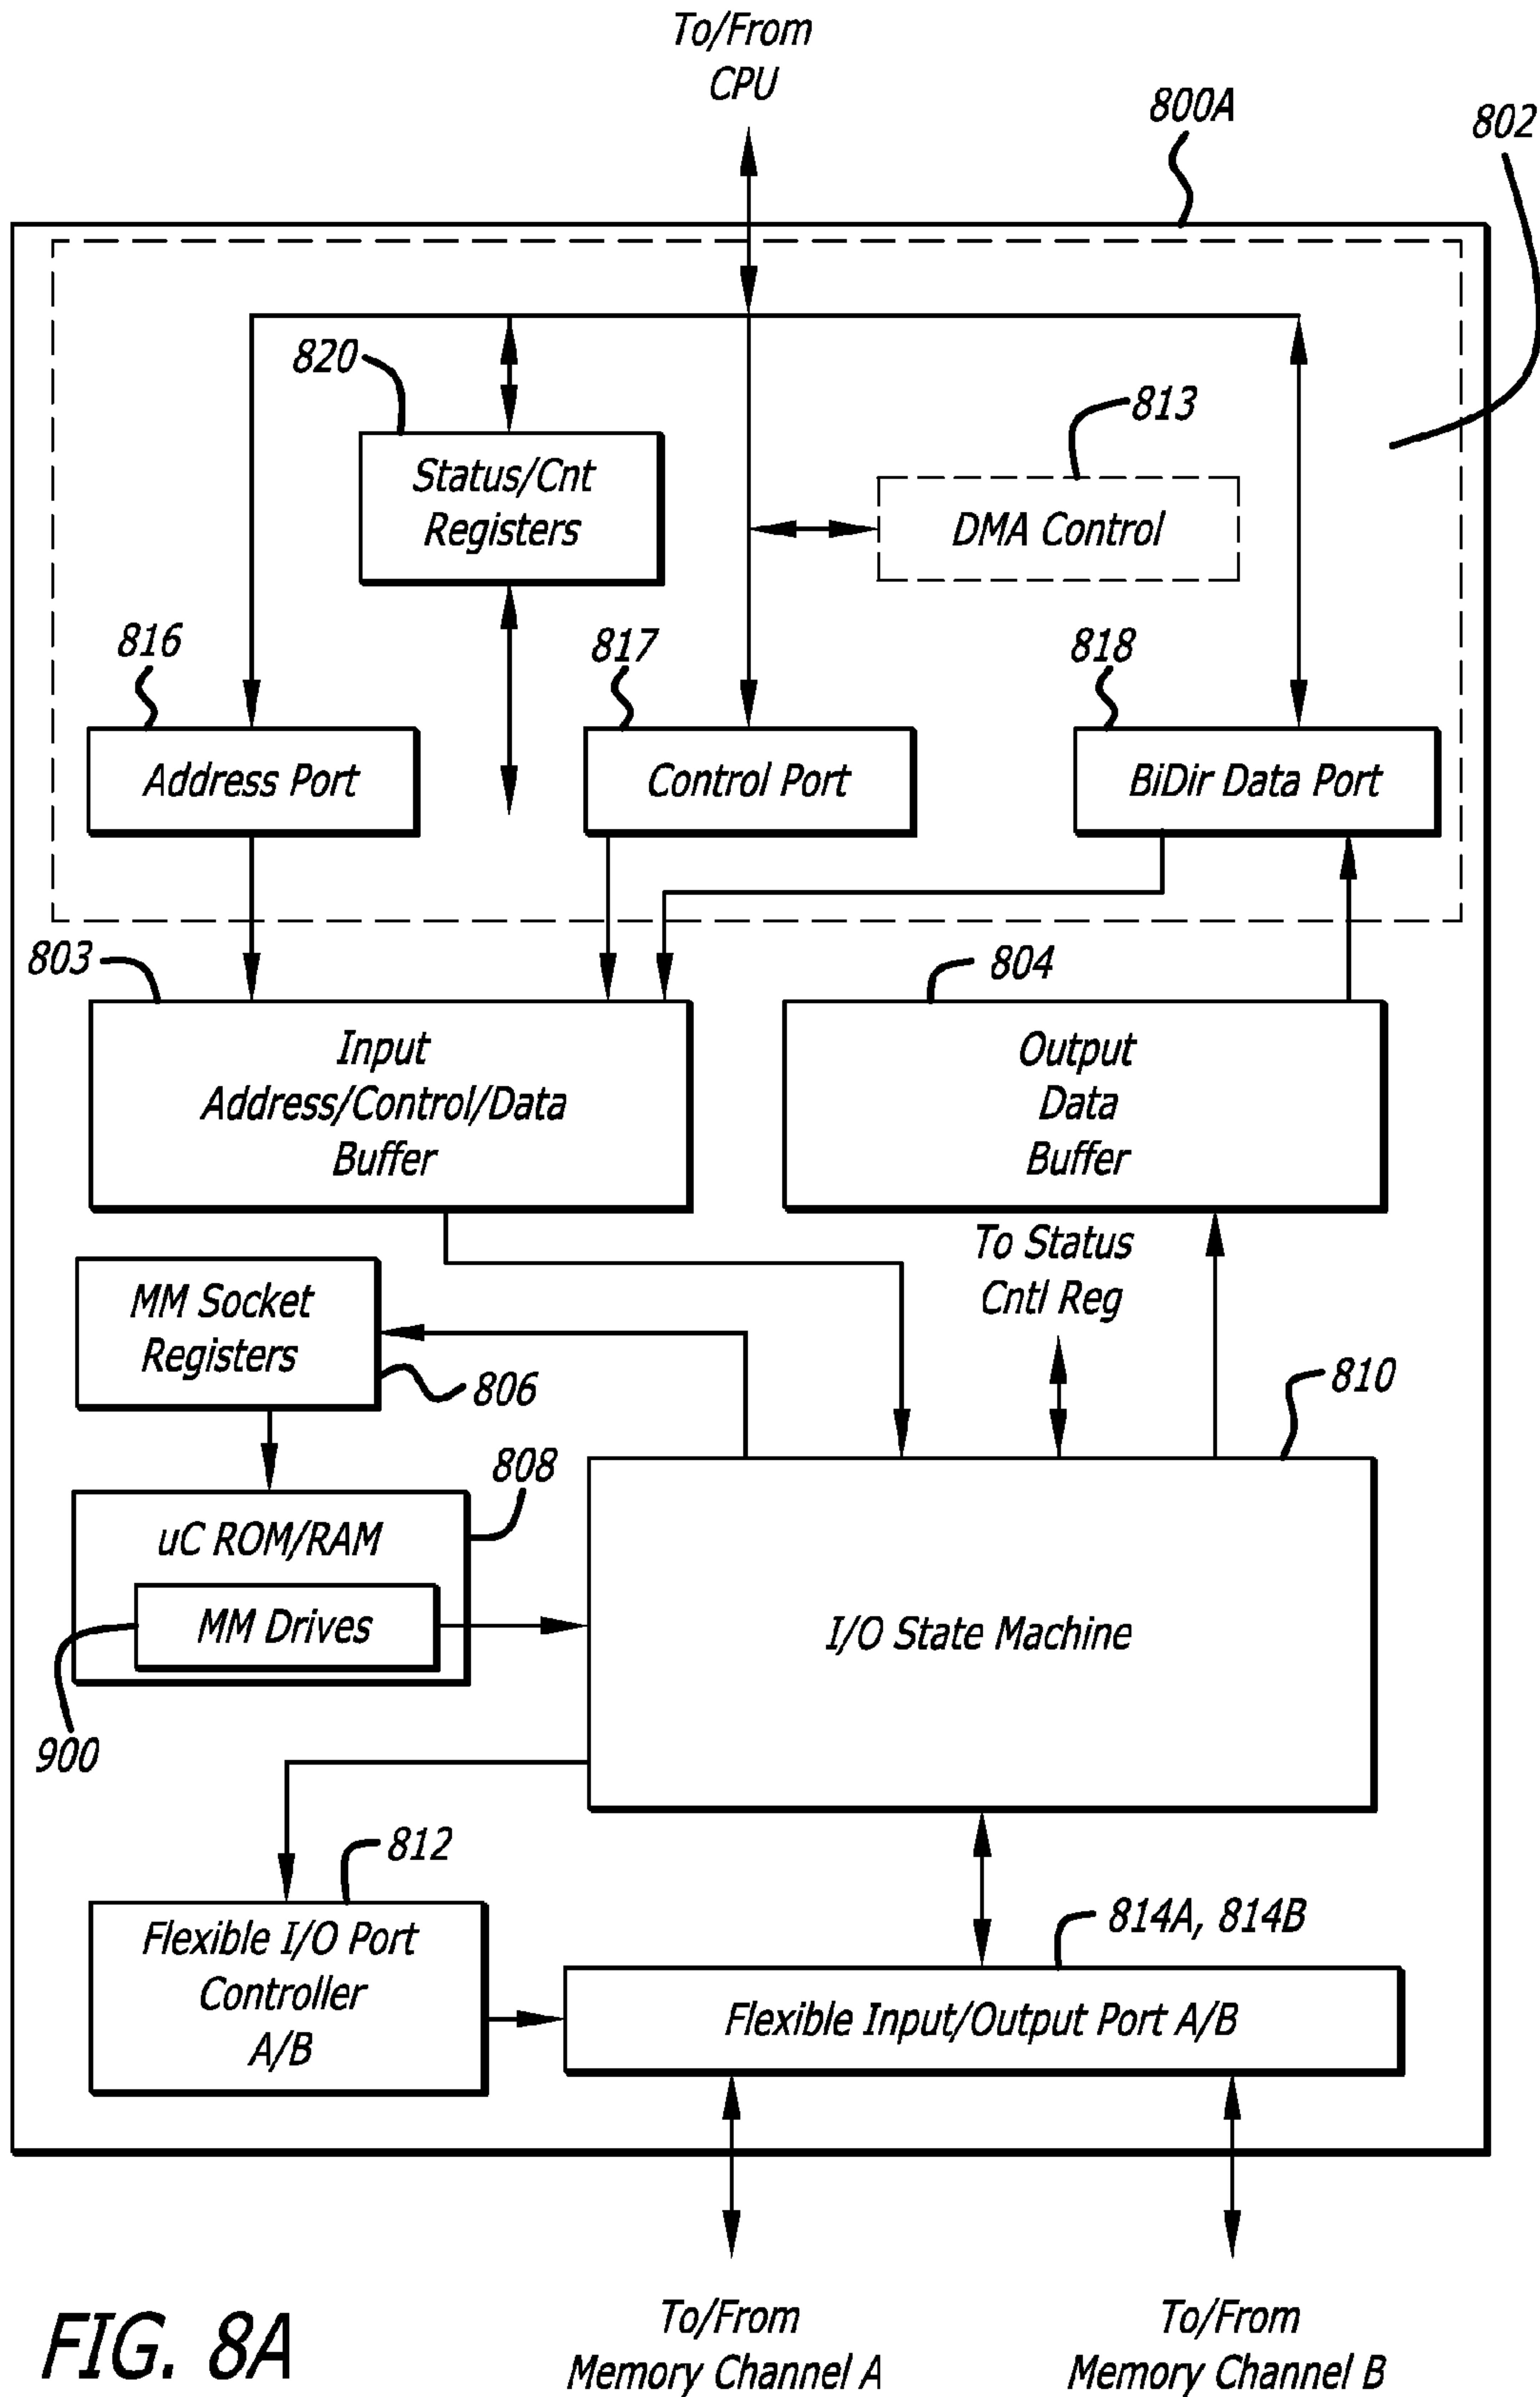 To/From
CPU
800A
802
820
813
Status/Cnt
Registers
DMA Control
816
817
818
Address Port
Control Port
BiDir Data Port
803
804
Input
Address/Control/Data
Buffer
Output
Data
Buffer
To Status
Cntl Reg
MM Socket
Registers
806
810
808
uC ROM/RAM
MM Drives
I/O State Machine
900
812
Flexible I/O Port
Controller
A/B
814A, 814B
Flexible Input/Output Port A/B
To/From
Memory Channel A
To/From
Memory Channel B
FIG. 8A